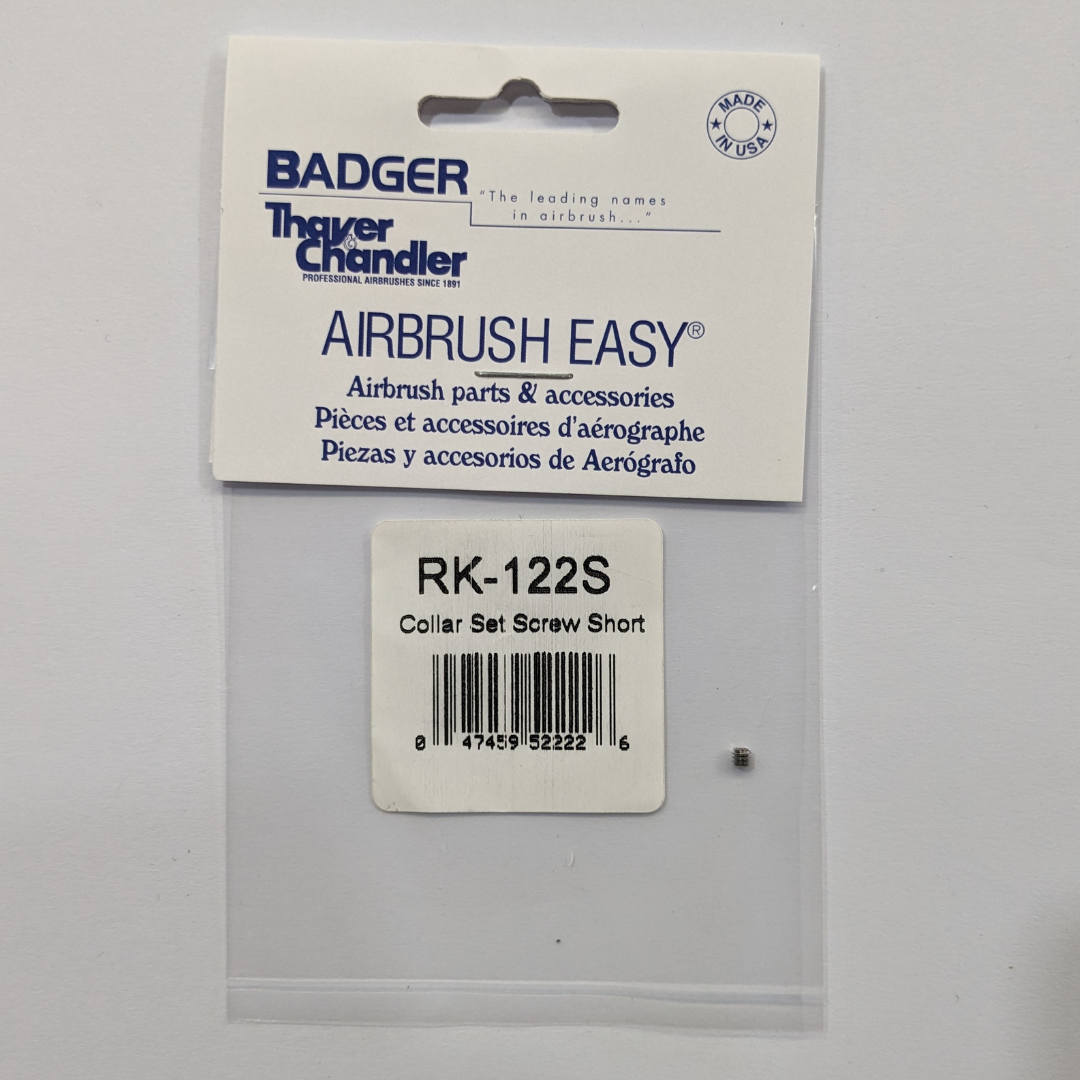 MADE IN USA
BADGER
"The leading names
in airbrush..."
Thayer
& Chandler
PROFESSIONAL AIRBRUSHES SINCE 1891
AIRBRUSH EASY®
Airbrush parts & accessories
Pièces et accessoires d'aérographe
Piezas y accesorios de Aerógrafo
RK-122S
Collar Set Screw Short
0 47459 52222 6